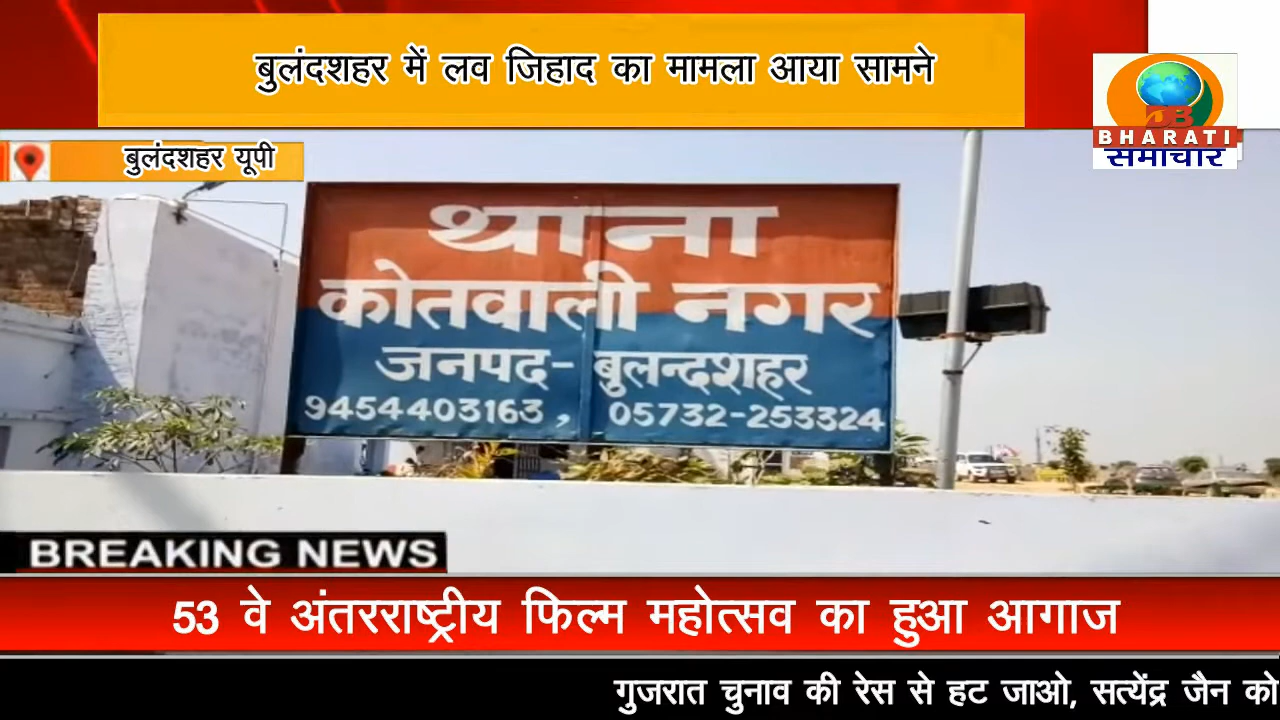 बुलंदशहर में लव जिहाद का मामला आया सामने
DB
BHARATI
समाचार
बुलंदशहर यूपी
थाना
कोतवाली नगर
जनपद- बुलन्दशहर
9454403163, 05732-253324
BREAKING NEWS
53 वे अंतरराष्ट्रीय फिल्म महोत्सव का हुआ आगाज
गुजरात चुनाव की रेस से हट जाओ, सत्येंद्र जैन को